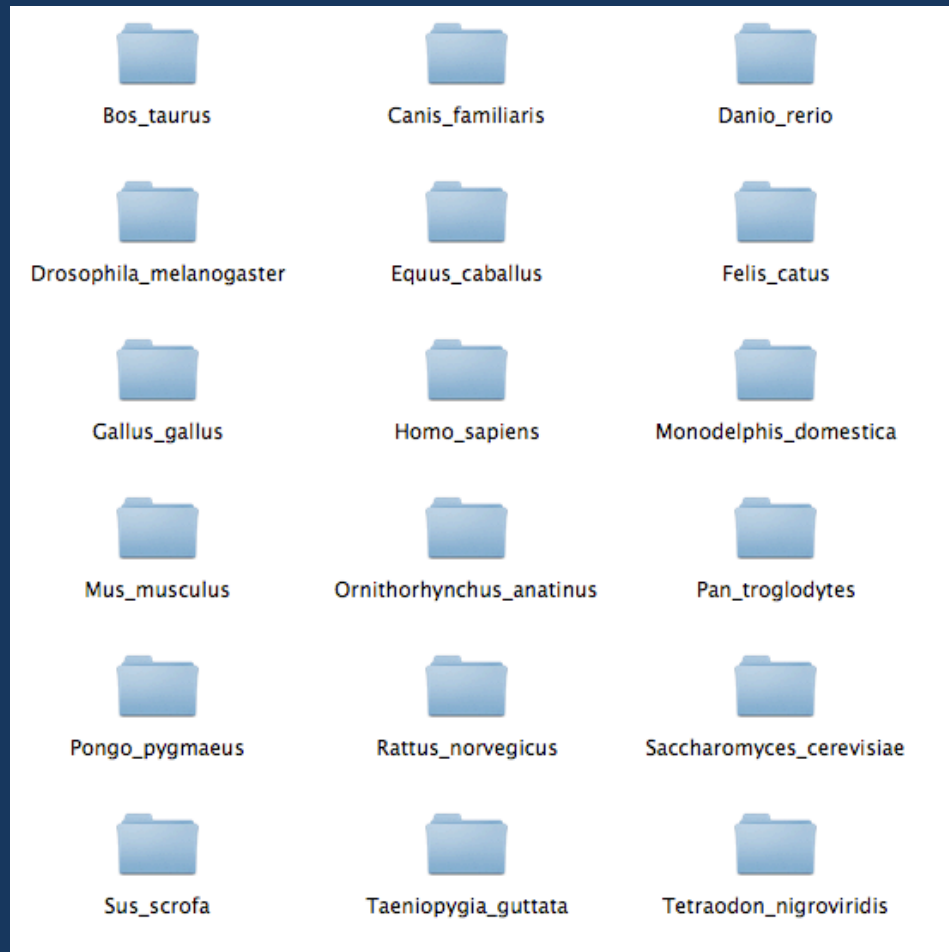 Bos_taurus
Canis_familiaris
Danio_rerio
Drosophila_melanogaster
Equus_caballus
Felis_catus
Gallus_gallus
Homo_sapiens
Monodelphis_domestica
Mus_musculus
Ornithorhynchus_anatinus
Pan_troglodytes
Pongo_pygmaeus
Rattus_norvegicus
Saccharomyces_cerevisiae
Sus_scrofa
Taeniopygia_guttata
Tetraodon_nigroviridis